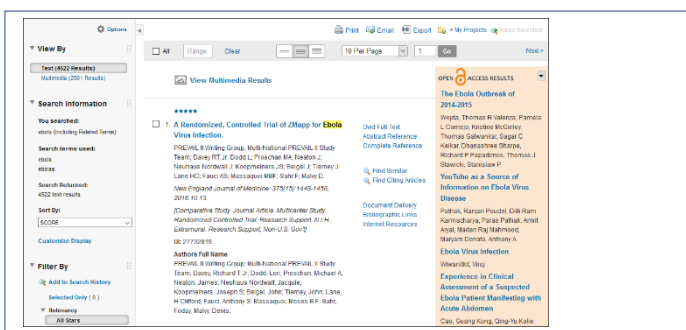 Options
Print Email Export + My Projects Keep Selected
▼ View By
Text (4622 Results)
Multimedia (2501 Results)
▼ Search Information
You searched:
ebola (Including Related Terms)
Search terms used:
ebola
ebolas
Search Returned:
4622 text results
Sort By:
SCORE
Customize Display
▼ Filter By
Add to Search History
Selected Only ( 0 )
▼ Relevancy
All Stars
All Range Clear 10 Per Page 1 Go Next >
View Multimedia Results
1. A Randomized, Controlled Trial of ZMapp for Ebola
Virus Infection.
PREVAIL II Writing Group; Multi-National PREVAIL II Study
Team; Davey RT Jr; Dodd L; Proschan MA; Neaton J;
Neuhaus Nordwall J; Koopmeiners JS; Beigel J; Tierney J;
Lane HC; Fauci AS; Massaquoi MBF; Sahr F; Malvy D.
New England Journal of Medicine. 375(15):1448-1456,
2016 10 13.
[Comparative Study. Journal Article. Multicenter Study.
Randomized Controlled Trial. Research Support, N.I.H.,
Extramural. Research Support, Non-U.S. Gov't]
UI: 27732819
Authors Full Name
PREVAIL II Writing Group; Multi-National PREVAIL II Study
Team; Davey, Richard T Jr; Dodd, Lori; Proschan, Michael A;
Neaton, James; Neuhaus Nordwall, Jacquie;
Koopmeiners, Joseph S; Beigel, John; Tierney, John; Lane,
H Clifford; Fauci, Anthony S; Massaquoi, Moses B F; Sahr,
Foday; Malvy, Denis.
Ovid Full Text
Abstract Reference
Complete Reference
Find Similar
Find Citing Articles
Document Delivery
Bibliographic Links
Internet Resources
OPEN ACCESS RESULTS
The Ebola Outbreak of
2014-2015
Wojda, Thomas R Valenza, Pamela
L Cornejo, Kristine McGinley,
Thomas Galwankar, Sagar C
Kelkar, Dhanashree Sharpe,
Richard P Papadimos, Thomas J
Stawicki, Stanislaw P
YouTube as a Source of
Information on Ebola Virus
Disease
Pathak, Ranjan Poudel, Dilli Ram
Karmacharya, Paras Pathak, Amrit
Aryal, Madan Raj Mahmood,
Maryam Donato, Anthony A
Ebola Virus Infection
Wiwanitkit, Viroj
Experience in Clinical
Assessment of a Suspected
Ebola Patient Manifesting with
Acute Abdomen
Cao, Guang Kong, Qing-Yu Kolie,